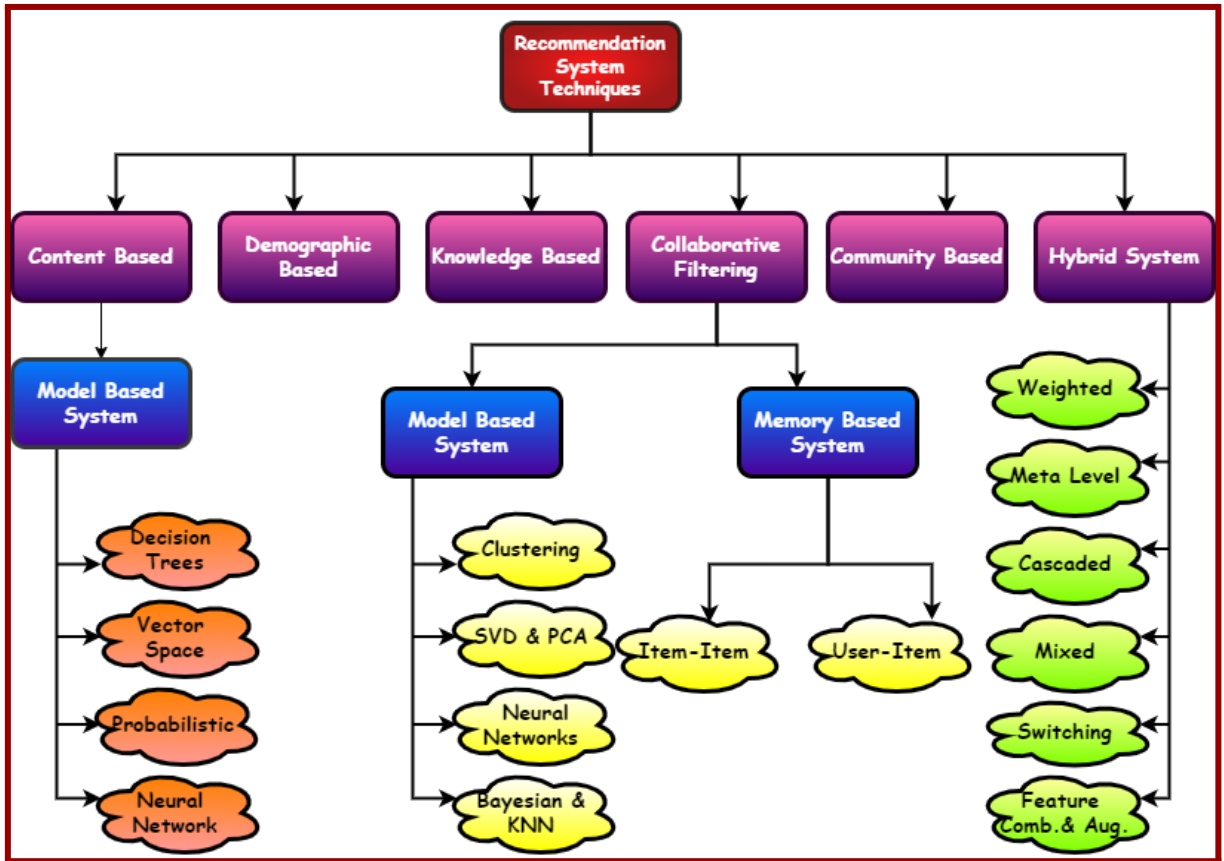 Recommendation
System
Techniques
Content Based
Demographic
Based
Knowledge Based
Collaborative
Filtering
Community Based
Hybrid System
Model Based
System
Model Based
System
Memory Based
System
Decision
Trees
Vector
Space
Probabilistic
Neural
Network
Clustering
SVD & PCA
Neural
Networks
Bayesian &
KNN
Item-Item
User-Item
Weighted
Meta Level
Cascaded
Mixed
Switching
Feature
Comb.& Aug.